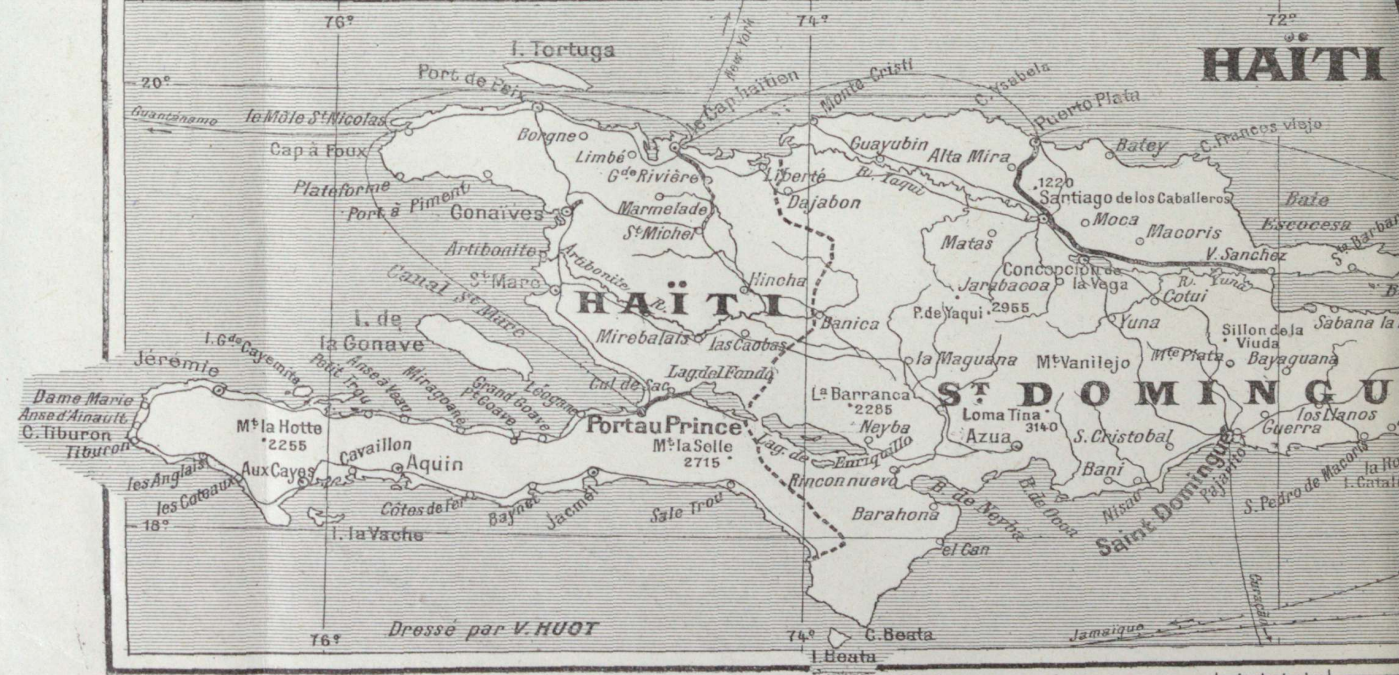 76°
74°
72°
HAÏTI
I. Tortuga
New-York
20°
Port de Paix
le Cap haïtien
Monte-Cristi
C. Ysabela
Puerto Plata
Guantánamo
le Môle St Nicolas
Borgne
Guayubin
Batey
C. Frances viejo
Cap à Foux
Limbé
Alta Mira
Gde Rivière
Liberté
R. Yaqui
1220
Plateforme
Port à Piment
Marmelade
Dajabon
Santiago de los Caballeros
Baie
Escocesa
Gonaïves
St Michel
Matas
Moca
Macoris
Sta Barbar
Artibonite
Artibonite R.
V. Sanchez
Canal St Marc
St Marc
Hincha
Concepcion de
la Vega
Jarabacoa
R. Yuna
Cotui
HAÏTI
P. de Yaqui
2955
B
I. de
la Gonave
Banica
Yuna
Sabana la
Mirebalais
las Caobas
Sillon de la
Viuda
I. Gde Cayemite
la Maguana
Mt Vanilejo
Mte Plata
Bayaguana
Jérémie
Petit Trou
Anse à Veau
Miragoane
Grand Goave
Pt Goave
Léogane
Cul de Sac
Lag. del Fondo
ST DOMINGU
Dame Marie
La Barranca
2285
Loma Tina
3140
los Llanos
Anse d'Ainault
Mt la Hotte
2255
Port au Prince
Neyba
Azua
S. Cristobal
Guerra
C. Tiburon
Tiburon
Cavaillon
Mt la Selle
2715
Lag. de Enriquillo
les Anglais
Aux Cayes
Aquin
Rincon nuevo
Bani
Saint Domingue
Pajarito
la Ro
I. Catali
les Coteaux
Côtes de Fer
Baynet
Jacmel
Sale Trou
B. de Neyba
B. de Ocoa
Nisao
S. Pedro de Macoris
18°
I. la Vache
Barahona
el Can
Curaçao
76°
Dressé par V. HUOT
74°
C. Beata
Jamaïque
I. Beata